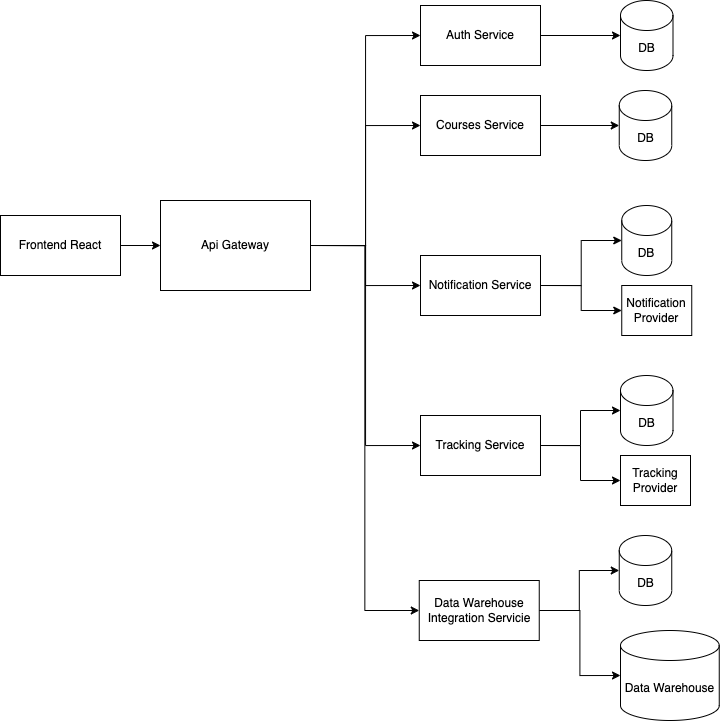 Auth Service
DB
Courses Service
DB
Frontend React
Api Gateway
DB
Notification Service
Notification
Provider
DB
Tracking Service
Tracking
Provider
DB
Data Warehouse
Integration Servicie
Data Warehouse